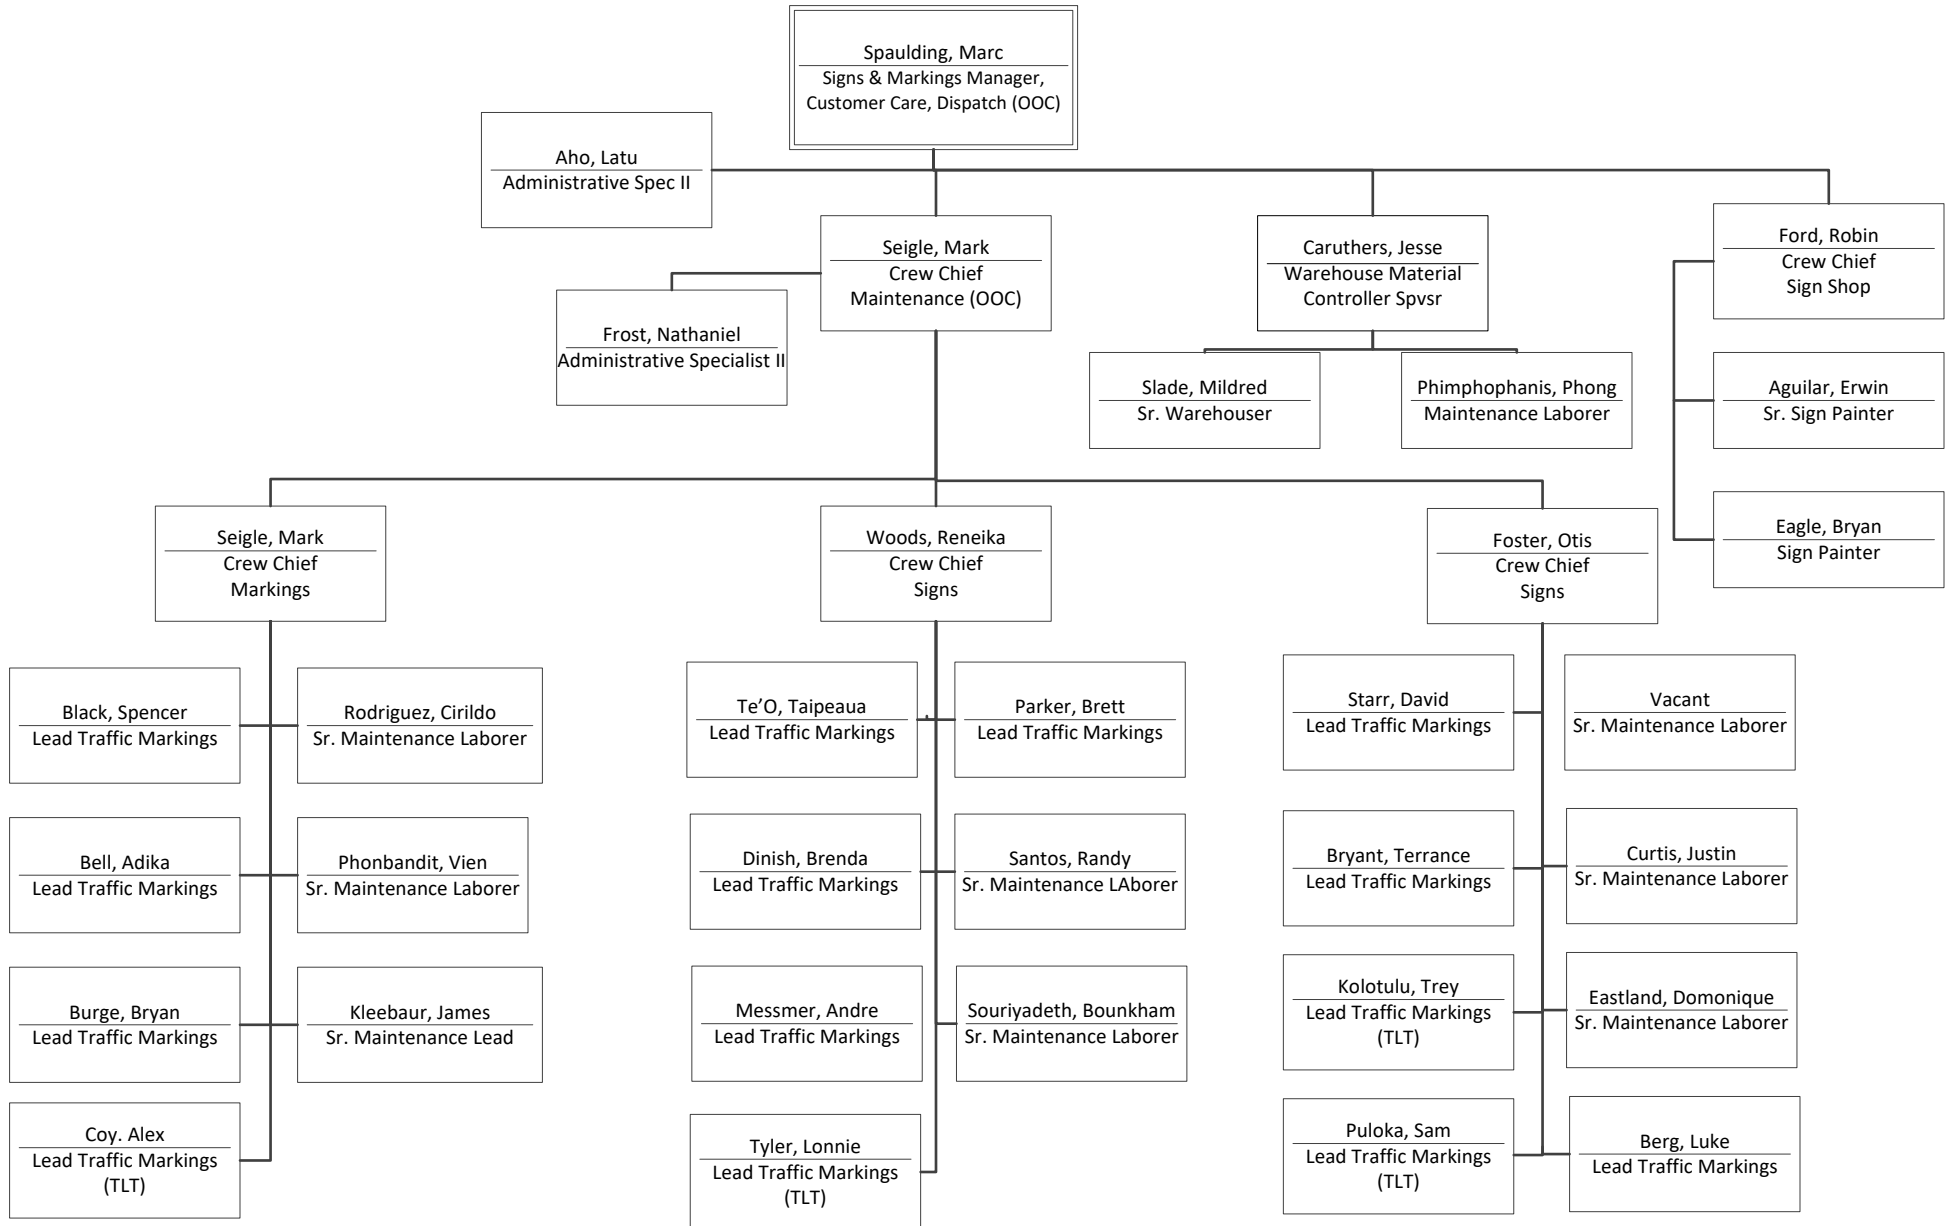 Spaulding, Marc
Signs & Markings Manager,
Customer Care, Dispatch (OOC)
Aho, Latu
Administrative Spec II
Seigle, Mark
Crew Chief
Maintenance (OOC)
Caruthers, Jesse
Warehouse Material
Controller Spvsr
Ford, Robin
Crew Chief
Sign Shop
Frost, Nathaniel
Administrative Specialist II
Slade, Mildred
Sr. Warehouser
Phimphophanis, Phong
Maintenance Laborer
Aguilar, Erwin
Sr. Sign Painter
Eagle, Bryan
Sign Painter
Seigle, Mark
Crew Chief
Markings
Woods, Reneika
Crew Chief
Signs
Foster, Otis
Crew Chief
Signs
Black, Spencer
Lead Traffic Markings
Rodriguez, Cirildo
Sr. Maintenance Laborer
Bell, Adika
Lead Traffic Markings
Phonbandit, Vien
Sr. Maintenance Laborer
Burge, Bryan
Lead Traffic Markings
Kleebaur, James
Sr. Maintenance Lead
Coy. Alex
Lead Traffic Markings
(TLT)
Te’O, Taipeaua
Lead Traffic Markings
Parker, Brett
Lead Traffic Markings
Dinish, Brenda
Lead Traffic Markings
Santos, Randy
Sr. Maintenance LAborer
Messmer, Andre
Lead Traffic Markings
Souriyadeth, Bounkham
Sr. Maintenance Laborer
Tyler, Lonnie
Lead Traffic Markings
(TLT)
Starr, David
Lead Traffic Markings
Vacant
Sr. Maintenance Laborer
Bryant, Terrance
Lead Traffic Markings
Curtis, Justin
Sr. Maintenance Laborer
Kolotulu, Trey
Lead Traffic Markings
(TLT)
Eastland, Domonique
Sr. Maintenance Laborer
Puloka, Sam
Lead Traffic Markings
(TLT)
Berg, Luke
Lead Traffic Markings